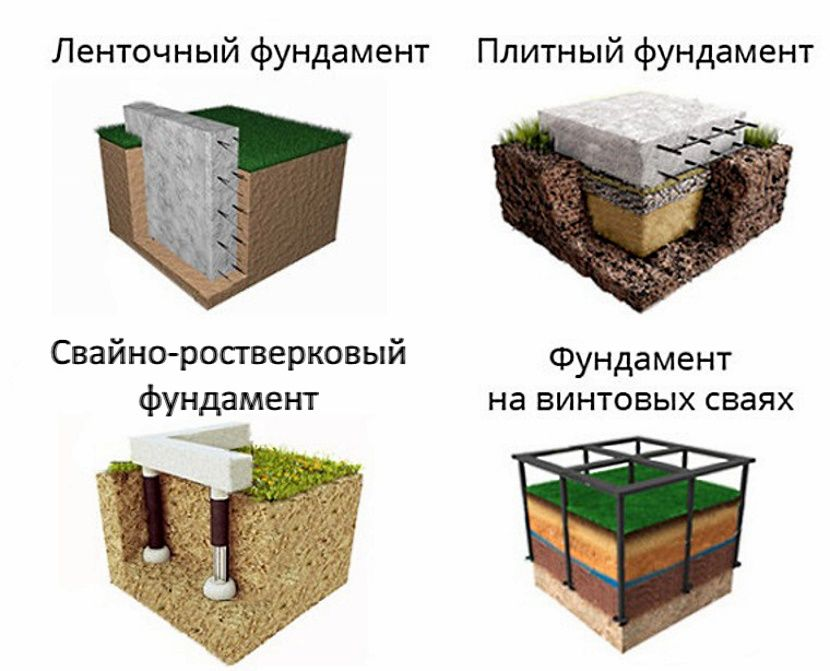 Ленточный фундамент
Плитный фундамент
Свайно-ростверковый
фундамент
Фундамент
на винтовых сваях